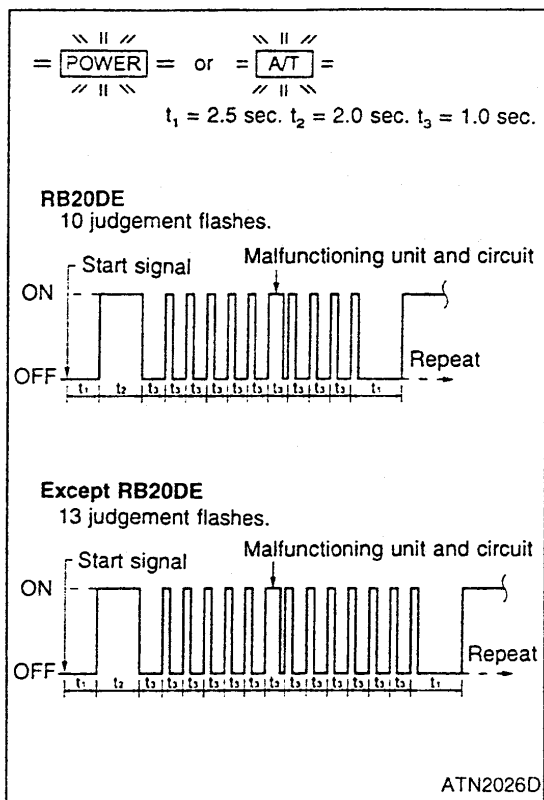 = POWER = or = A/T =
t₁ = 2.5 sec. t₂ = 2.0 sec. t₃ = 1.0 sec.
RB20DE
10 judgement flashes.
Start signal
Malfunctioning unit and circuit
ON
OFF
Repeat
t₁ t₂ t₃ t₃ t₃ t₃ t₃ t₃ t₃ t₃ t₃ t₃ t₁
Except RB20DE
13 judgement flashes.
Start signal
Malfunctioning unit and circuit
ON
OFF
Repeat
t₁ t₂ t₃ t₃ t₃ t₃ t₃ t₃ t₃ t₃ t₃ t₃ t₃ t₃ t₃ t₁
ATN2026D